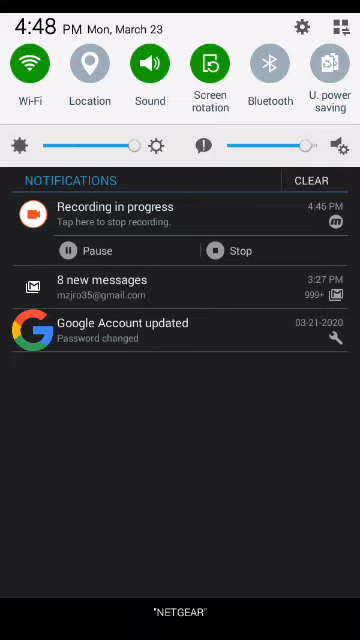 4:48 PM Mon, March 23
Wi-Fi Location Sound Screen rotation Bluetooth U. power saving
NOTIFICATIONS CLEAR
Recording in progress 4:46 PM
Tap here to stop recording.
Pause Stop
8 new messages 3:27 PM
mzjro35@gmail.com 999+
Google Account updated 03-21-2020
Password changed
"NETGEAR"